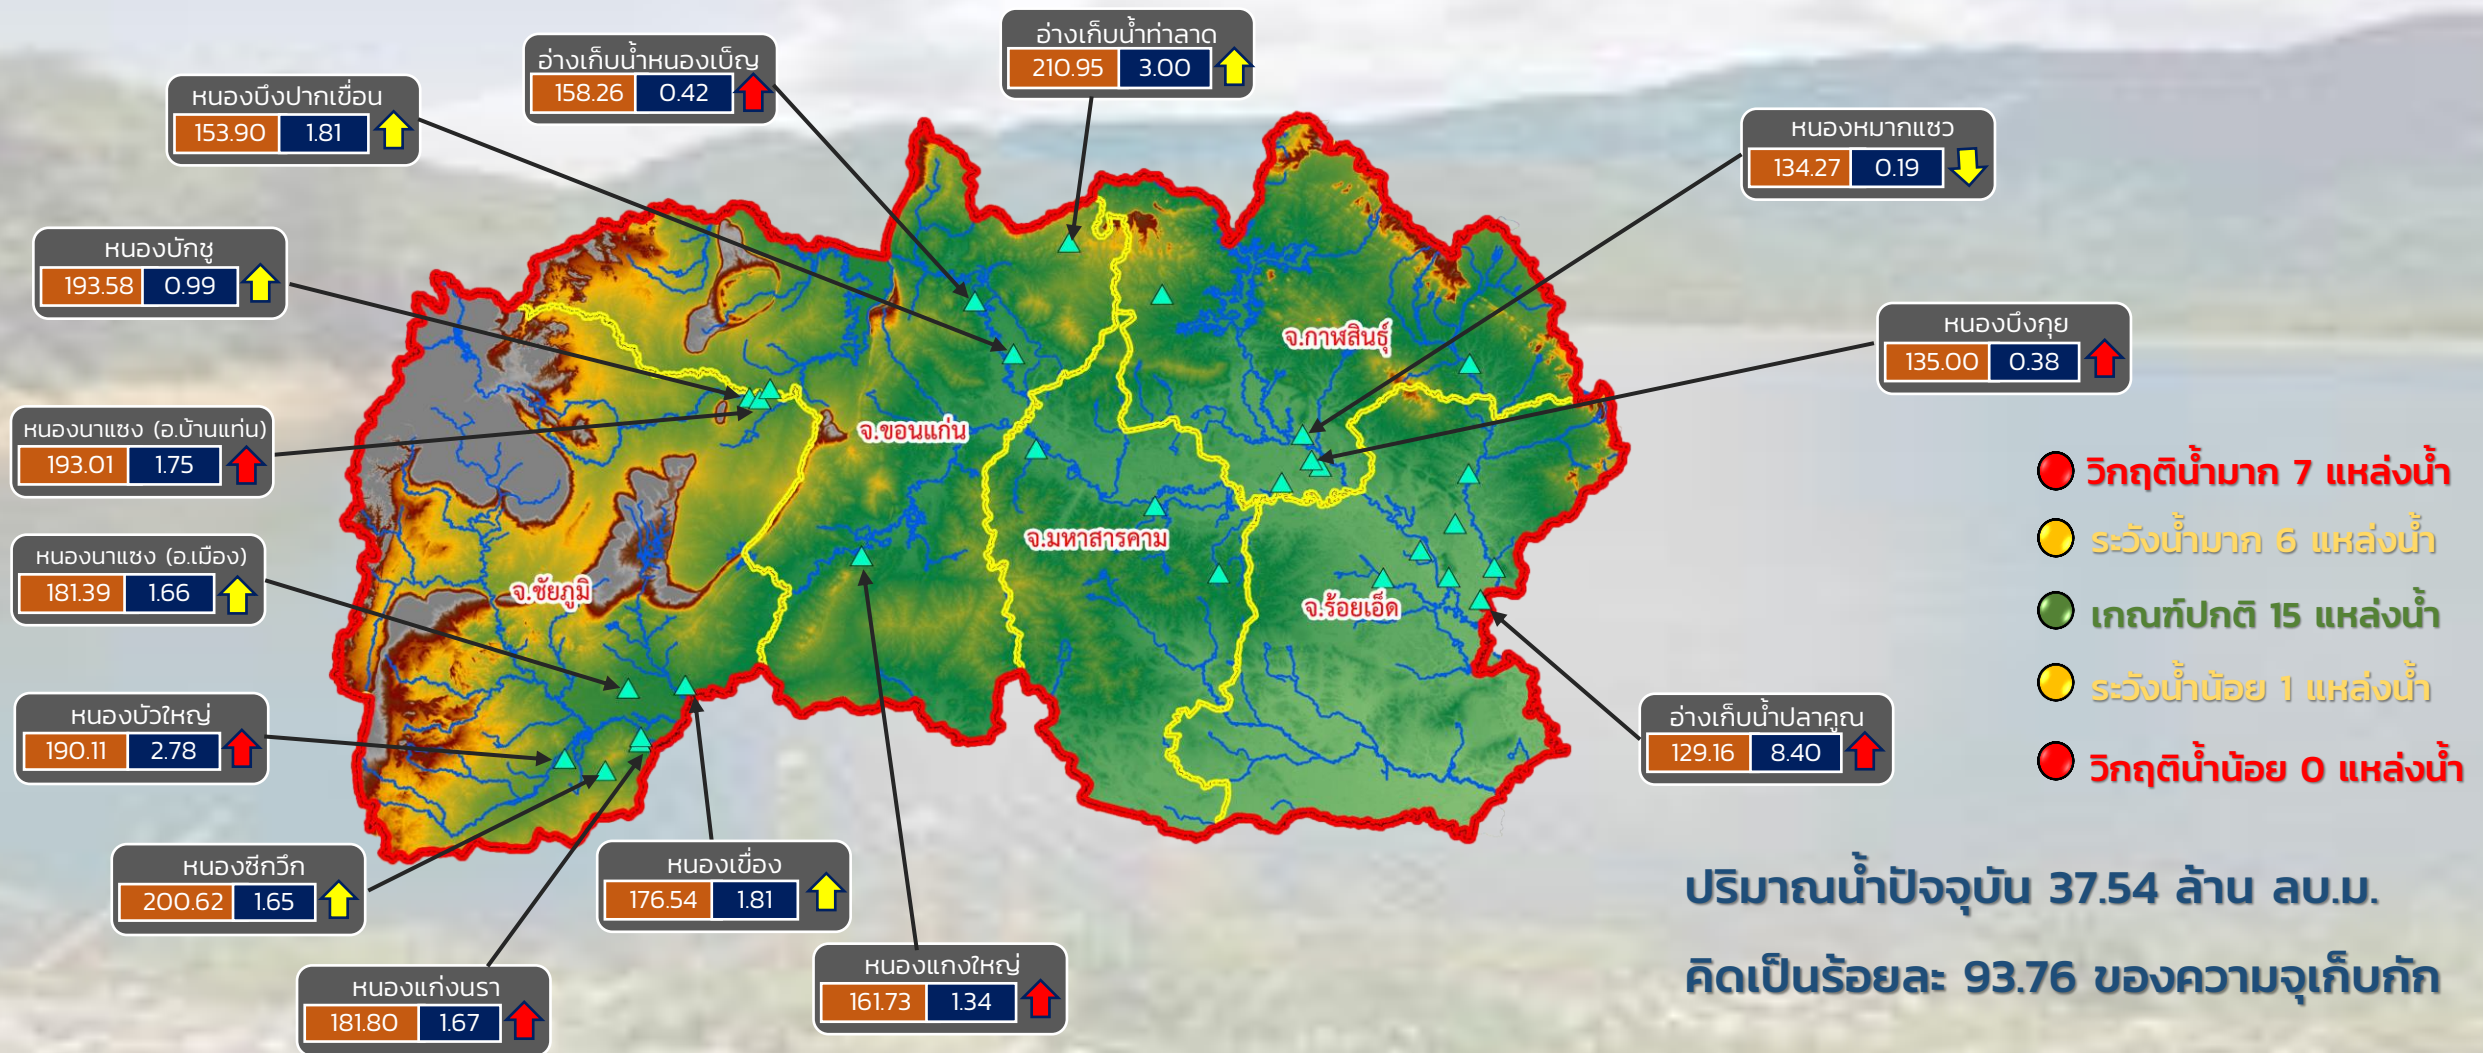 อ่างเก็บน้ำท่าลาด
210.95 3.00
อ่างเก็บน้ำหนองเบ็ญ
158.26 0.42
หนองบึงปากเขื่อน
153.90 1.81
หนองหมากแซว
134.27 0.19
หนองบักชู
193.58 0.99
หนองบึงกุย
135.00 0.38
จ.กาฬสินธุ์
หนองนาแซง (อ.บ้านแท่น)
193.01 1.75
จ.ขอนแก่น
วิกฤติน้ำมาก 7 แหล่งน้ำ
ระวังน้ำมาก 6 แหล่งน้ำ
เกณฑ์ปกติ 15 แหล่งน้ำ
ระวังน้ำน้อย 1 แหล่งน้ำ
วิกฤติน้ำน้อย 0 แหล่งน้ำ
หนองนาแซง (อ.เมือง)
181.39 1.66
จ.มหาสารคาม
จ.ชัยภูมิ
จ.ร้อยเอ็ด
หนองบัวใหญ่
190.11 2.78
อ่างเก็บน้ำปลาคูณ
129.16 8.40
หนองซีกวึก
200.62 1.65
หนองเขื่อง
176.54 1.81
หนองแก่งนรา
181.80 1.67
หนองแกงใหญ่
161.73 1.34
ปริมาณน้ำปัจจุบัน 37.54 ล้าน ลบ.ม.
คิดเป็นร้อยละ 93.76 ของความจุเก็บกัก